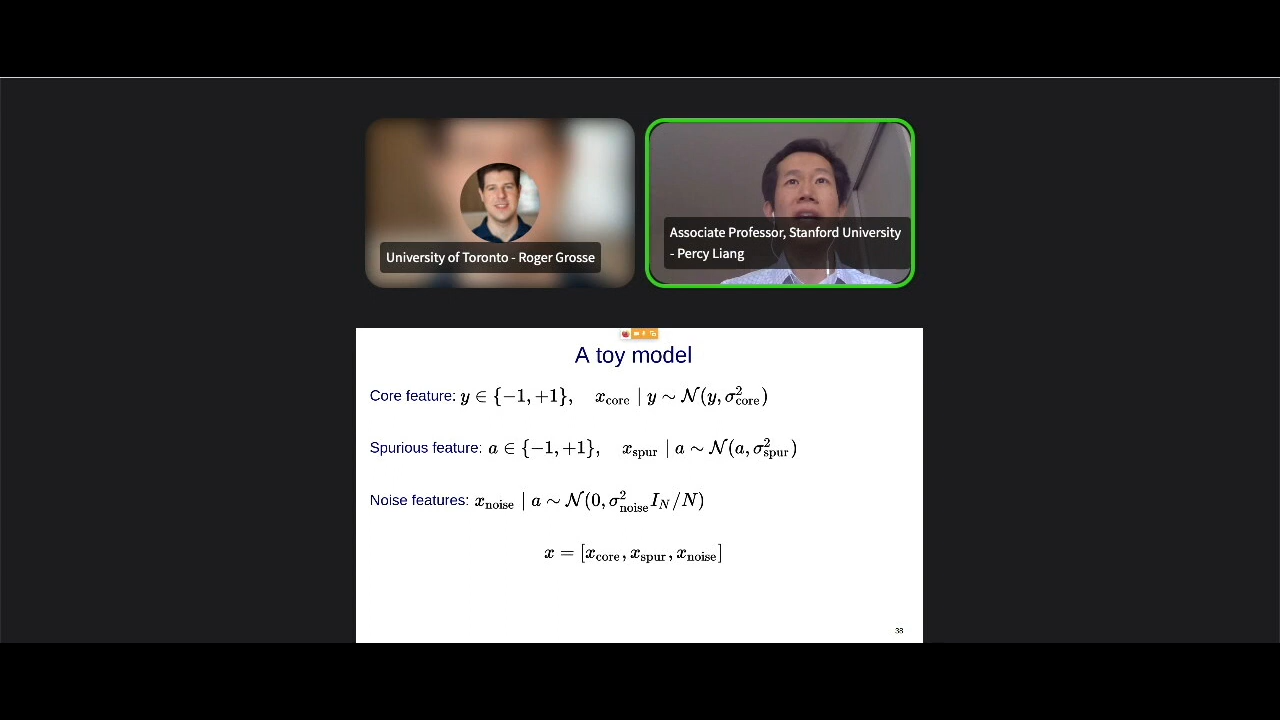 University of Toronto - Roger Grosse
Associate Professor, Stanford University
- Percy Liang
A toy model
Core feature: y ∈ {−1, +1}, x_core | y ∼ 𝒩(y, σ²_core)
Spurious feature: a ∈ {−1, +1}, x_spur | a ∼ 𝒩(a, σ²_spur)
Noise features: x_noise | a ∼ 𝒩(0, σ²_noise I_N/N)
x = [x_core, x_spur, x_noise]
38